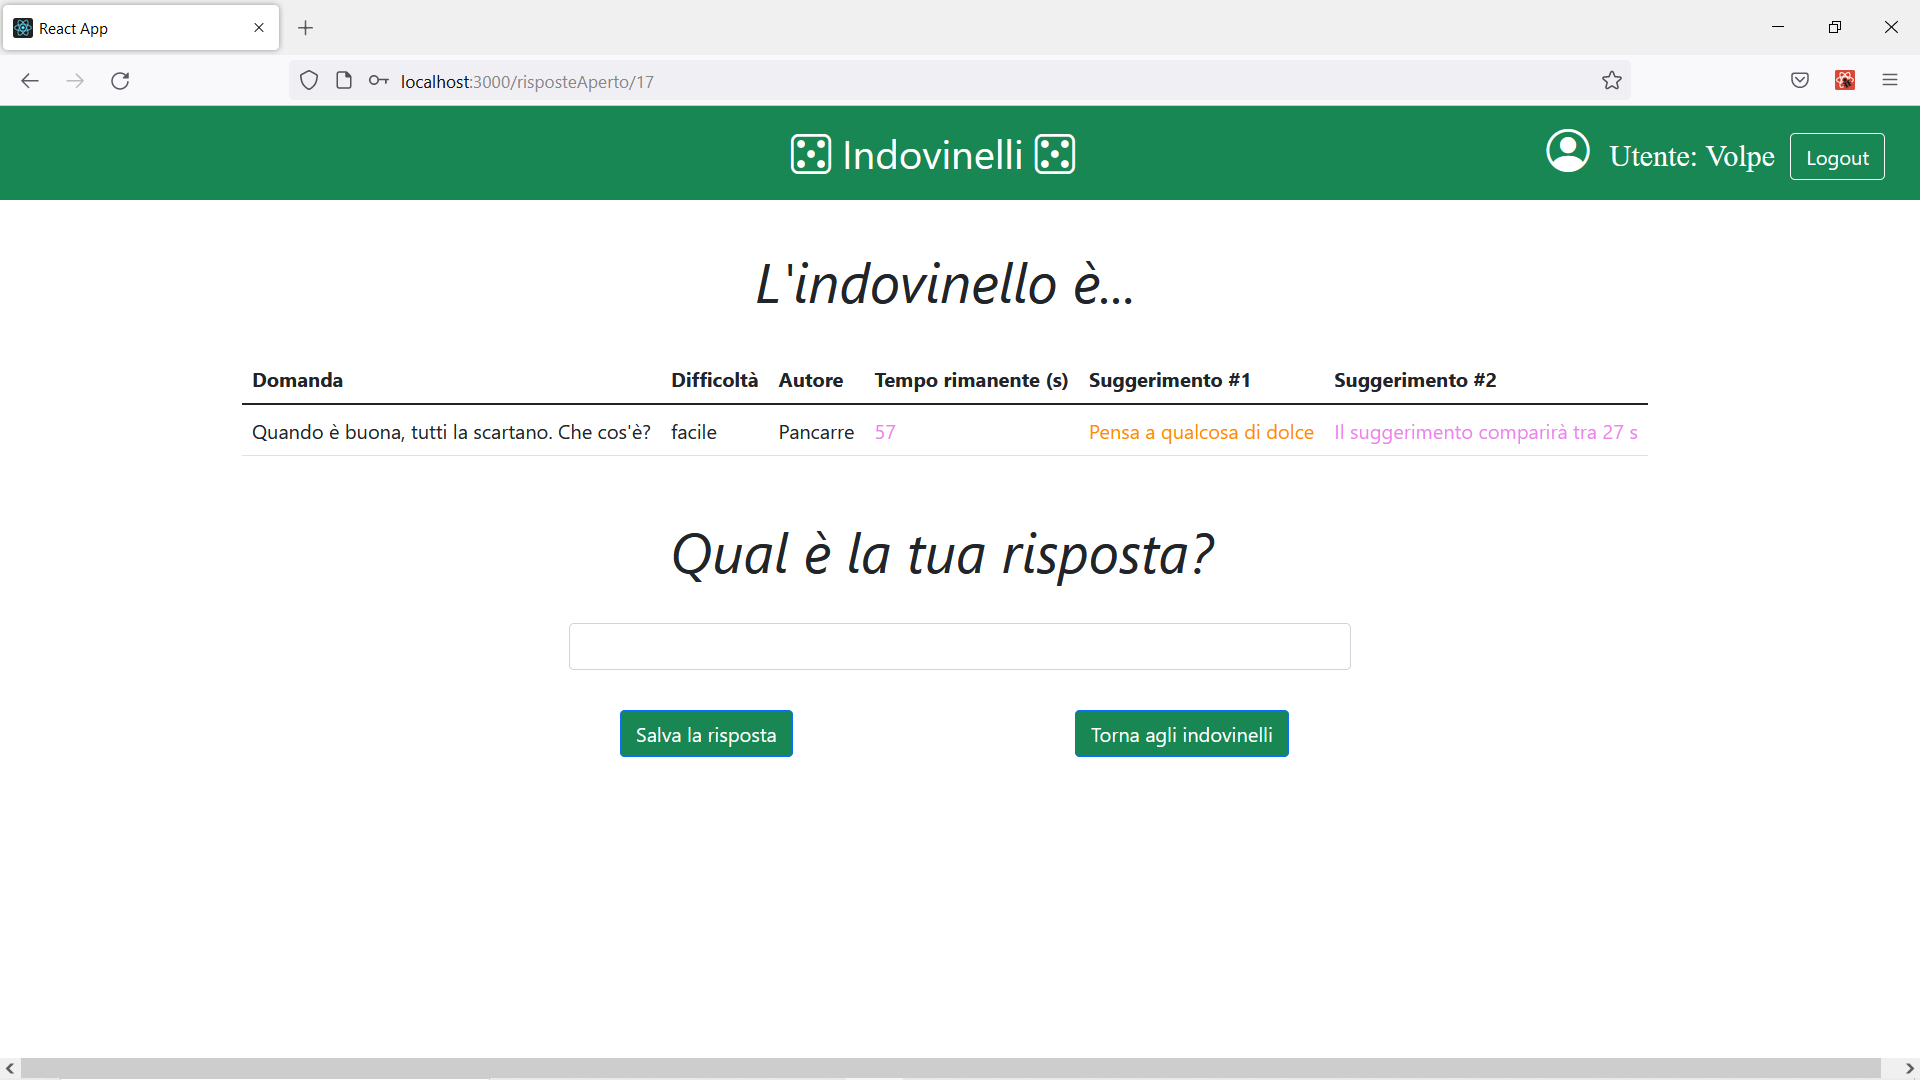 React App
localhost:3000/risposteAperto/17
Indovinelli
Utente: Volpe
Logout
L'indovinello è...
Domanda Difficoltà Autore Tempo rimanente (s) Suggerimento #1 Suggerimento #2
Quando è buona, tutti la scartano. Che cos'è? facile Pancarre 57 Pensa a qualcosa di dolce Il suggerimento comparirà tra 27 s
Qual è la tua risposta?
Salva la risposta
Torna agli indovinelli